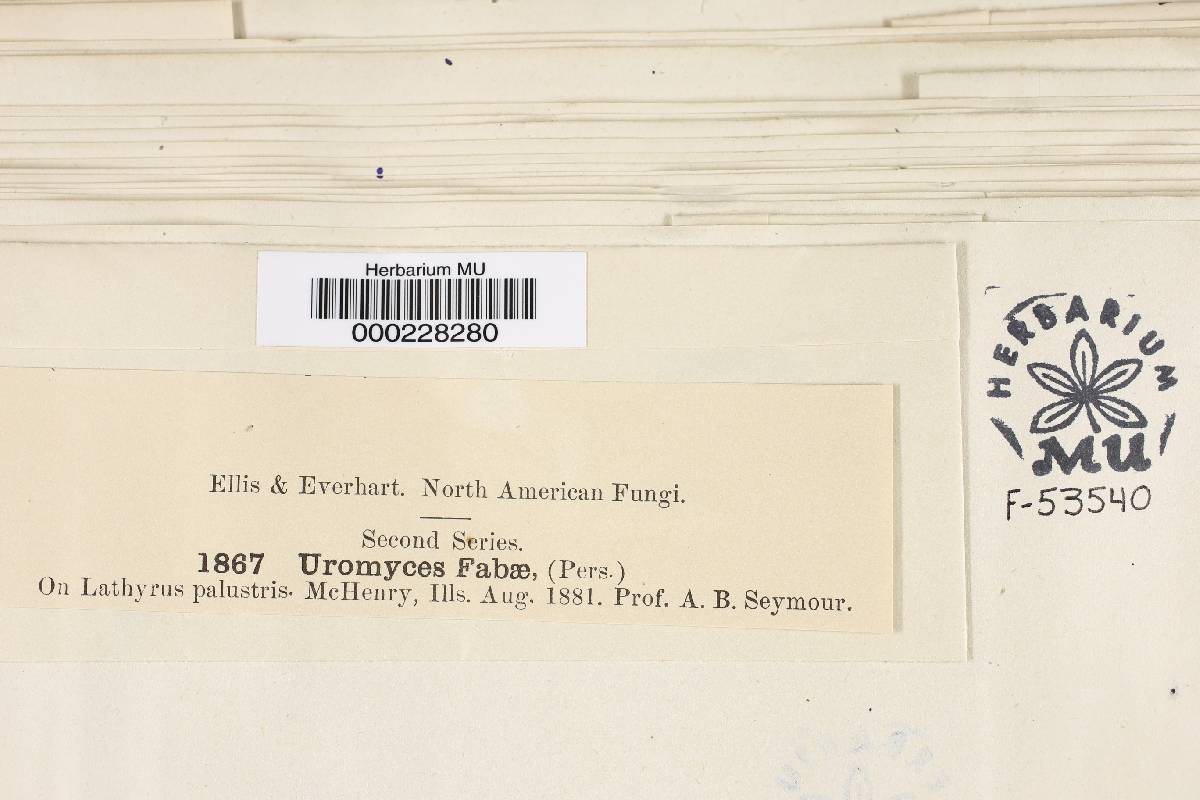 Herbarium MU
000228280
HERBARIUM
MU
F-53540
Ellis & Everhart. North American Fungi.
Second Series.
1867 Uromyces Fabæ, (Pers.)
On Lathyrus palustris. McHenry, Ills. Aug. 1881. Prof. A. B. Seymour.